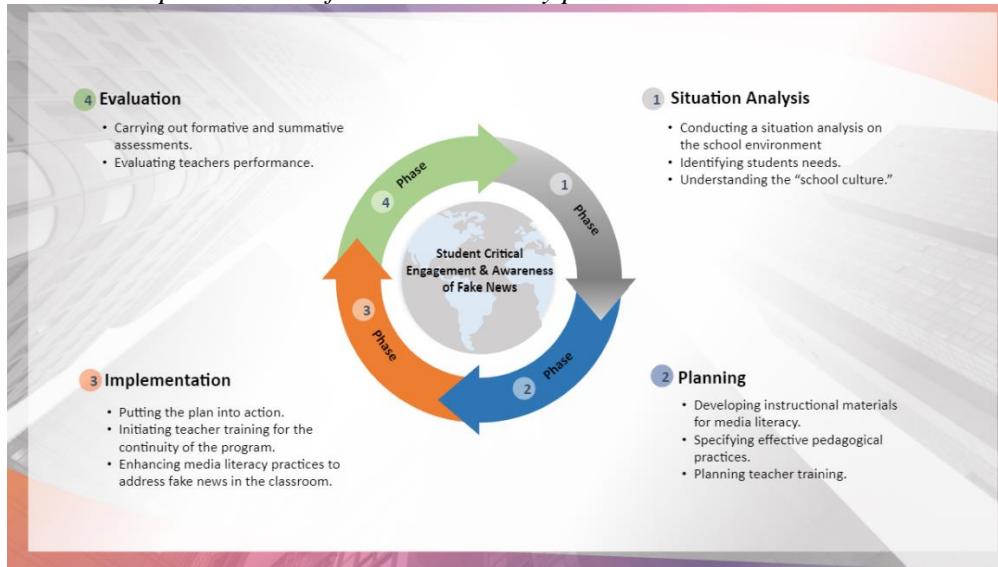 4 Evaluation
• Carrying out formative and summative
assessments.
• Evaluating teachers performance.
1 Situation Analysis
• Conducting a situation analysis on
the school environment
• Identifying students needs.
• Understanding the “school culture.”
Phase
4
1
Phase
Student Critical
Engagement & Awareness
of Fake News
3
Phase
Phase
2
3 Implementation
• Putting the plan into action.
• Initiating teacher training for the
continuity of the program.
• Enhancing media literacy practices to
address fake news in the classroom.
2 Planning
• Developing instructional materials
for media literacy.
• Specifying effective pedagogical
practices.
• Planning teacher training.